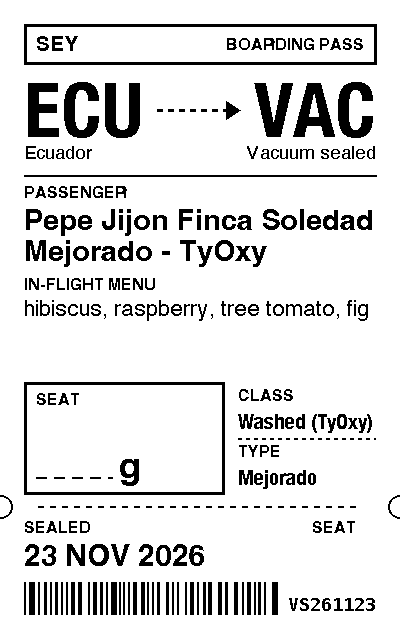 SEY
BOARDING PASS
ECU
VAC
Ecuador
Vacuum sealed
PASSENGER
Pepe Jijon Finca Soledad
Mejorado - TyOxy
IN-FLIGHT MENU
hibiscus, raspberry, tree tomato, fig
SEAT
_____g
CLASS
Washed (TyOxy)
TYPE
Mejorado
SEALED
SEAT
23 NOV 2026
VS261123